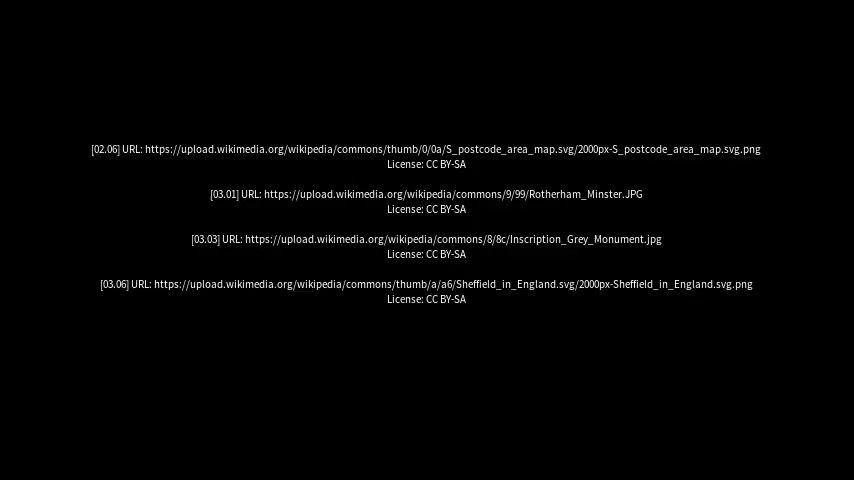 [02.06] URL: https://upload.wikimedia.org/wikipedia/commons/thumb/0/0a/S_postcode_area_map.svg/2000px-S_postcode_area_map.svg.png
License: CC BY-SA
[03.01] URL: https://upload.wikimedia.org/wikipedia/commons/9/99/Rotherham_Minster.JPG
License: CC BY-SA
[03.03] URL: https://upload.wikimedia.org/wikipedia/commons/8/8c/Inscription_Grey_Monument.jpg
License: CC BY-SA
[03.06] URL: https://upload.wikimedia.org/wikipedia/commons/thumb/a/a6/Sheffield_in_England.svg/2000px-Sheffield_in_England.svg.png
License: CC BY-SA